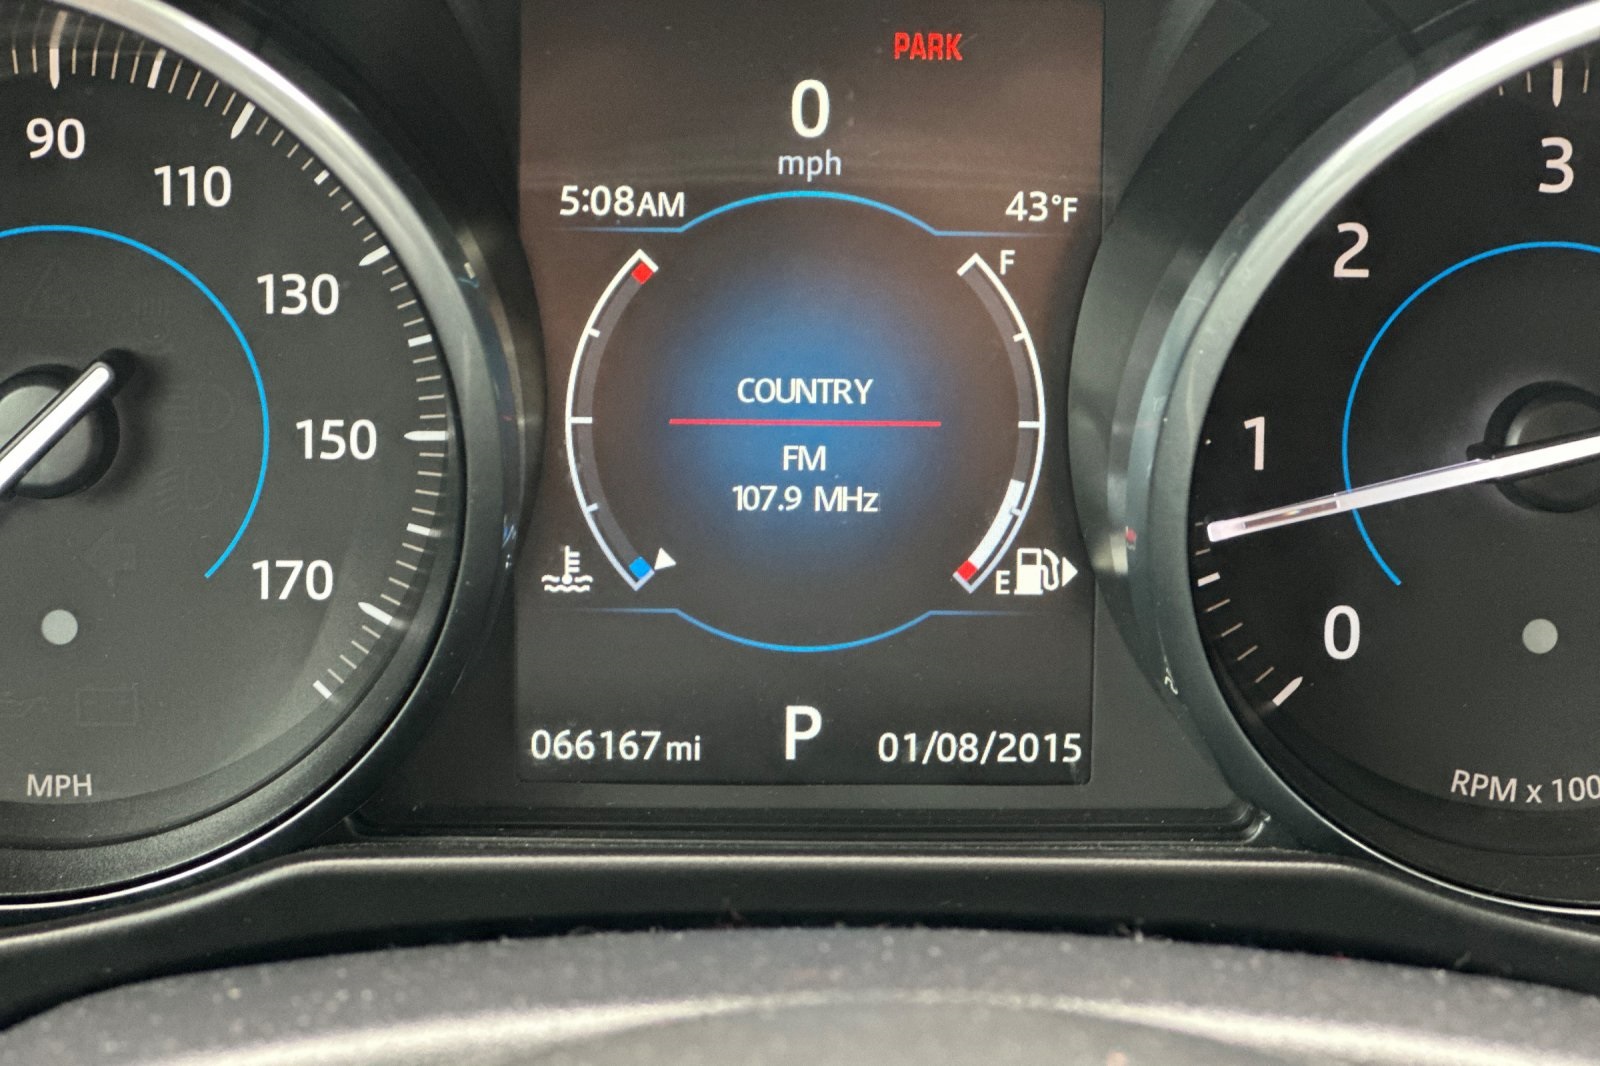 PARK
0
mph
5:08AM
43°F
F
COUNTRY
FM
107.9 MHz
E
066167mi
P
01/08/2015
90
110
130
150
170
MPH
3
2
1
0
RPM x 100